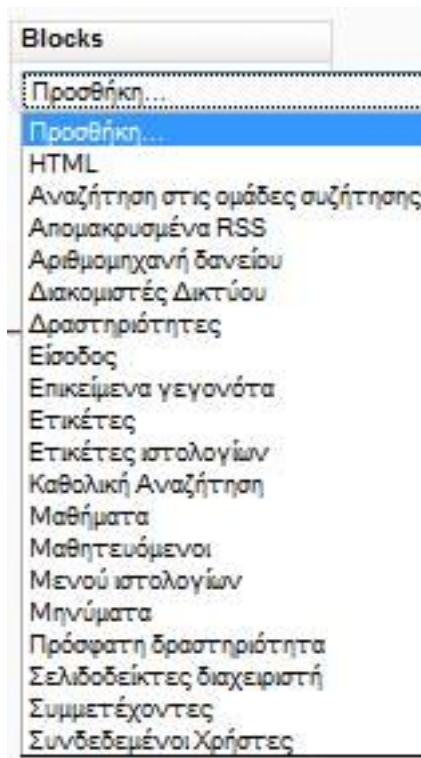 Blocks
Προσθήκη...
Προσθήκη...
HTML
Αναζήτηση στις ομάδες συζήτησης
Απομακρυσμένα RSS
Αριθμομηχανή δανείου
Διακομιστές Δικτύου
Δραστηριότητες
Είσοδος
Επικείμενα γεγονότα
Ετικέτες
Ετικέτες ιστολογίων
Καθολική Αναζήτηση
Μαθήματα
Μαθητευόμενοι
Μενού ιστολογίων
Μηνύματα
Πρόσφατη δραστηριότητα
Σελιδοδείκτες διαχειριστή
Συμμετέχοντες
Συνδεδεμένοι Χρήστες